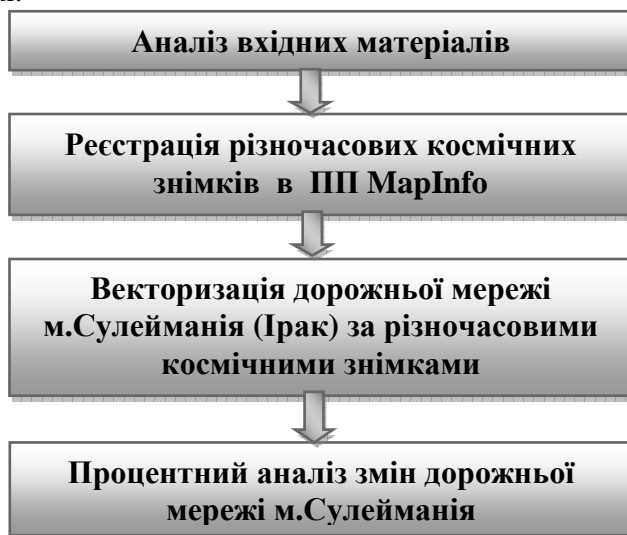 Аналіз вхідних матеріалів
Реєстрація різночасових космічних
знімків в ПП MapInfo
Векторизація дорожньої мережі
м.Сулейманія (Ірак) за різночасовими
космічними знімками
Процентний аналіз змін дорожньої
мережі м.Сулейманія